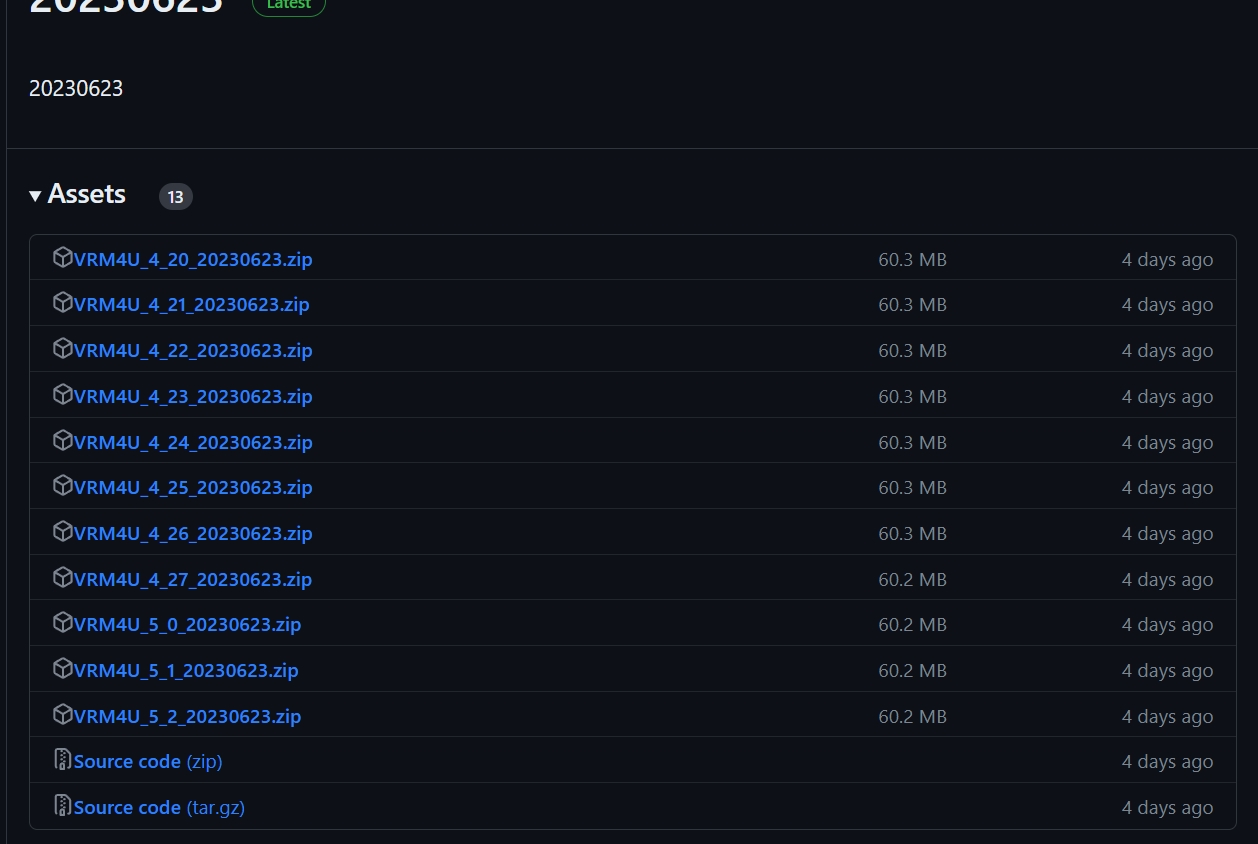 20230623 Latest
20230623
Assets 13
VRM4U_4_20_20230623.zip 60.3 MB 4 days ago
VRM4U_4_21_20230623.zip 60.3 MB 4 days ago
VRM4U_4_22_20230623.zip 60.3 MB 4 days ago
VRM4U_4_23_20230623.zip 60.3 MB 4 days ago
VRM4U_4_24_20230623.zip 60.3 MB 4 days ago
VRM4U_4_25_20230623.zip 60.3 MB 4 days ago
VRM4U_4_26_20230623.zip 60.3 MB 4 days ago
VRM4U_4_27_20230623.zip 60.2 MB 4 days ago
VRM4U_5_0_20230623.zip 60.2 MB 4 days ago
VRM4U_5_1_20230623.zip 60.2 MB 4 days ago
VRM4U_5_2_20230623.zip 60.2 MB 4 days ago
Source code (zip) 4 days ago
Source code (tar.gz) 4 days ago